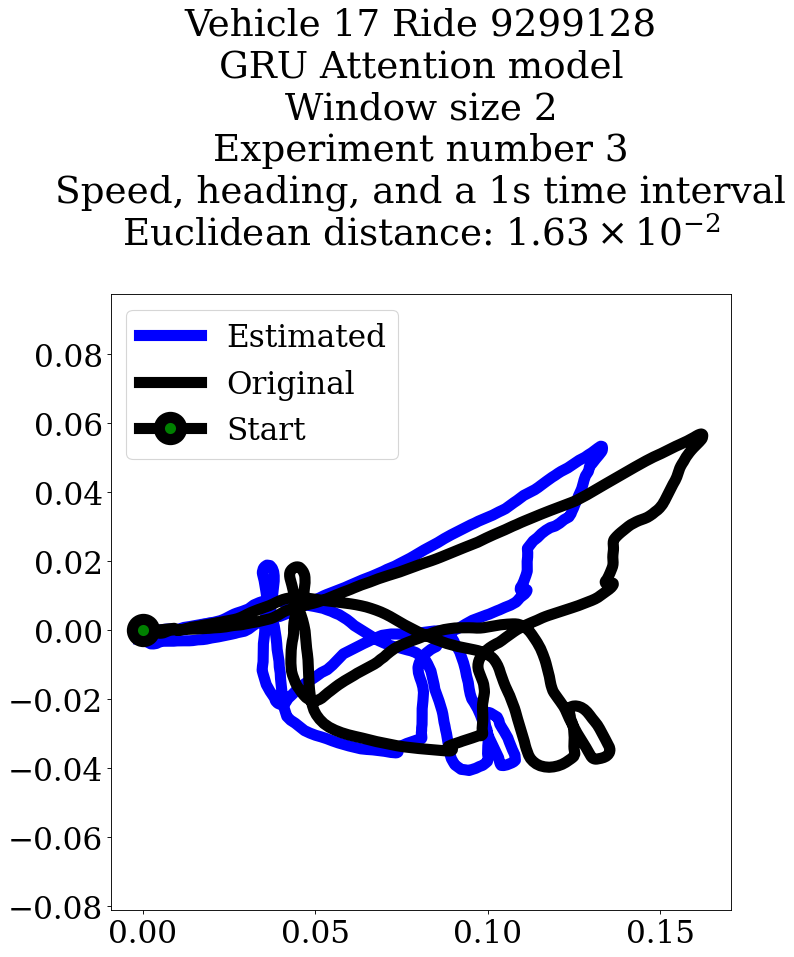 Vehicle 17 Ride 9299128
GRU Attention model
Window size 2
Experiment number 3
Speed, heading, and a 1s time interval
Euclidean distance: 1.63 × 10⁻²
Estimated
Original
Start
0.08
0.06
0.04
0.02
0.00
−0.02
−0.04
−0.06
−0.08
0.00 0.05 0.10 0.15